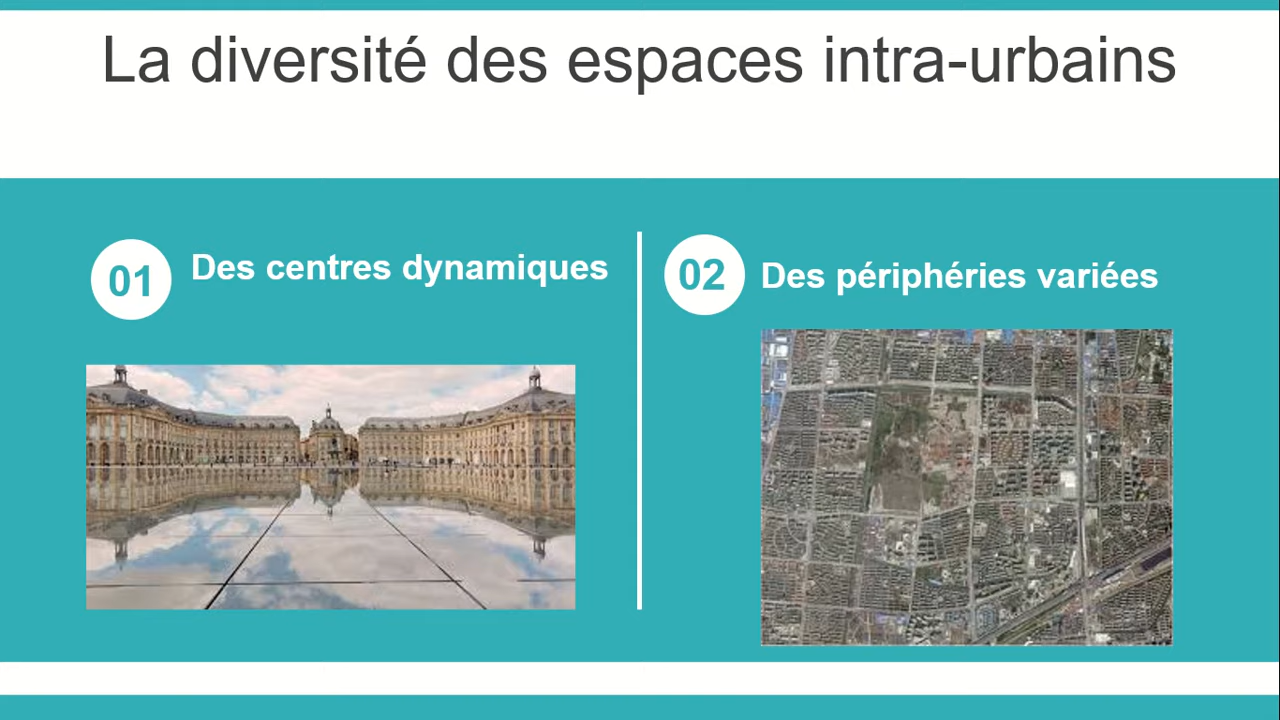 La diversité des espaces intra-urbains
01
Des centres dynamiques
02
Des périphéries variées